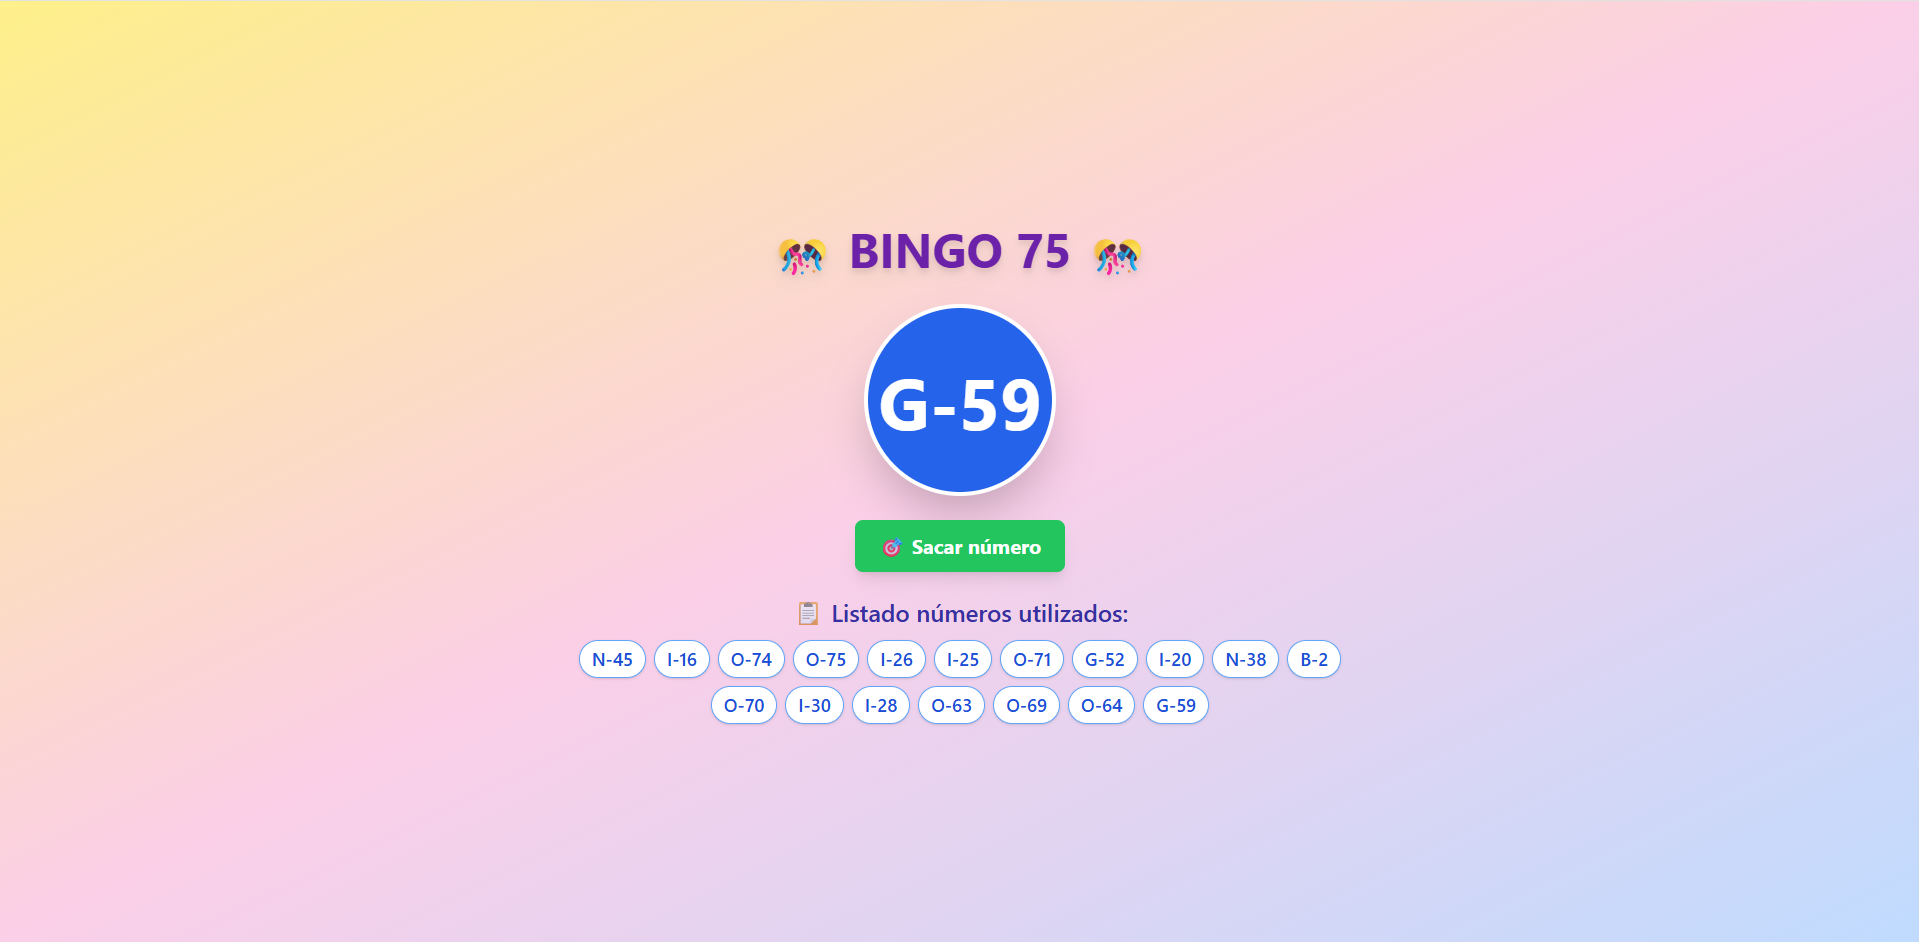 BINGO 75
G-59
Sacar número
Listado números utilizados:
N-45 I-16 O-74 O-75 I-26 I-25 O-71 G-52 I-20 N-38 B-2
O-70 I-30 I-28 O-63 O-69 O-64 G-59